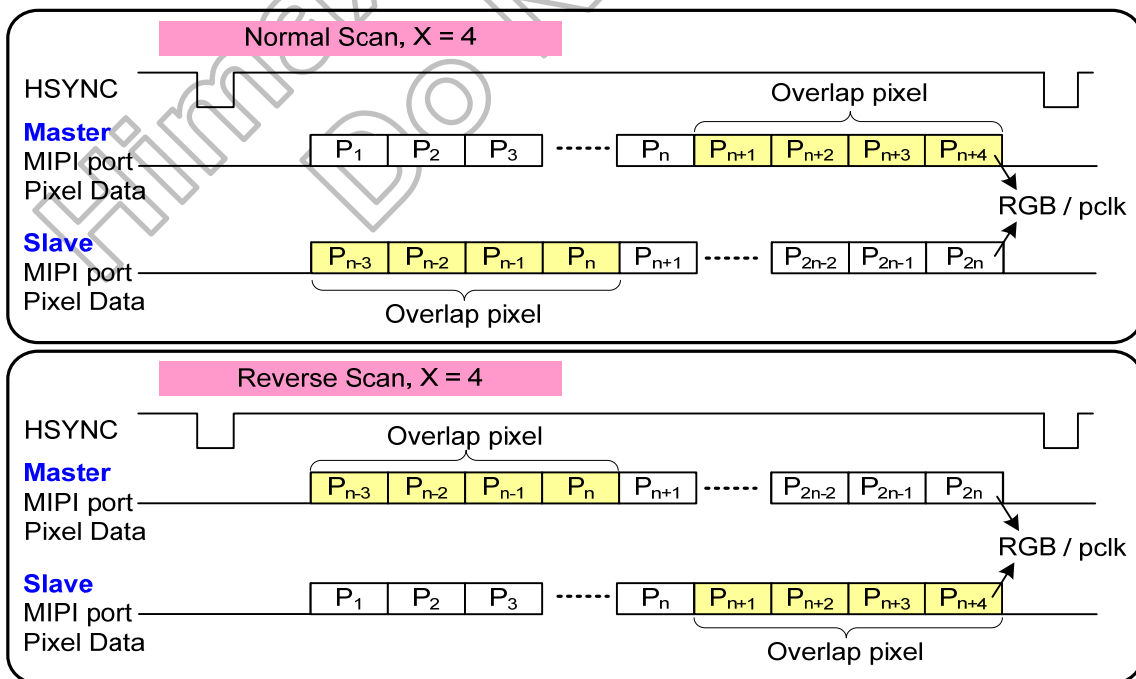 Normal Scan, X = 4
HSYNC
Overlap pixel
Master
MIPI port
Pixel Data
P1 P2 P3 ...... Pn Pn+1 Pn+2 Pn+3 Pn+4
RGB / pclk
Slave
MIPI port
Pixel Data
Pn-3 Pn-2 Pn-1 Pn Pn+1 ...... P2n-2 P2n-1 P2n
Overlap pixel
Reverse Scan, X = 4
HSYNC
Overlap pixel
Master
MIPI port
Pixel Data
Pn-3 Pn-2 Pn-1 Pn Pn+1 ...... P2n-2 P2n-1 P2n
RGB / pclk
Slave
MIPI port
Pixel Data
P1 P2 P3 ...... Pn Pn+1 Pn+2 Pn+3 Pn+4
Overlap pixel